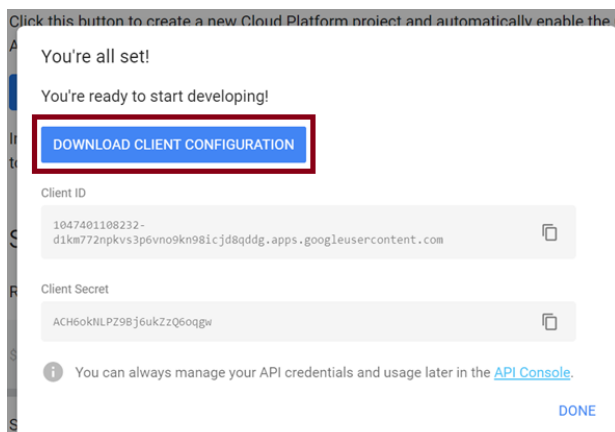 Click this button to create a new Cloud Platform project and automatically enable the
A
You're all set!
You're ready to start developing!
DOWNLOAD CLIENT CONFIGURATION
Client ID
1047401108232-
d1km772npkvs3p6vno9kn98icjd8qddg.apps.googleusercontent.com
Client Secret
ACH6okNLPZ9Bj6ukZzQ6oqgw
You can always manage your API credentials and usage later in the API Console.
DONE